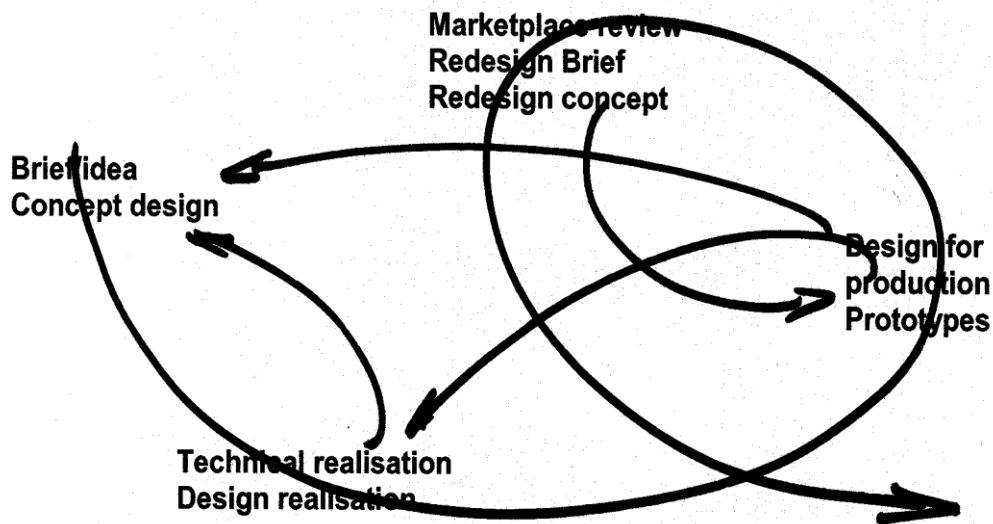 Marketplace review
Redesign Brief
Redesign concept
Brief/idea
Concept design
Design for
production
Prototypes
Technical realisation
Design realisation